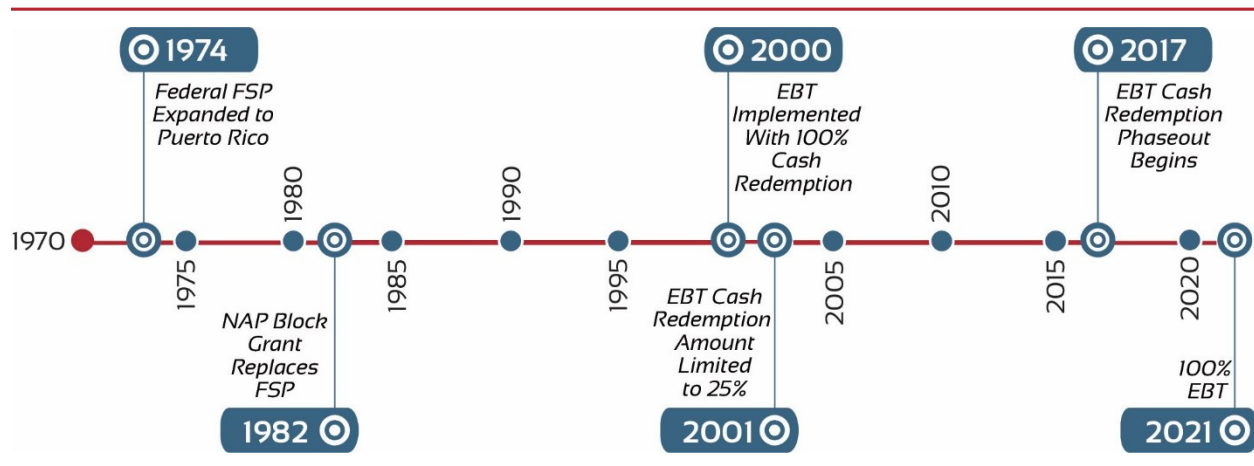 1974
Federal FSP
Expanded to
Puerto Rico
2000
EBT
Implemented
With 100%
Cash
Redemption
2017
EBT Cash
Redemption
Phaseout
Begins
1970
1975
1980
1985
1990
1995
2005
2010
2015
2020
NAP Block
Grant
Replaces
FSP
1982
EBT Cash
Redemption
Amount
Limited
to 25%
2001
100%
EBT
2021